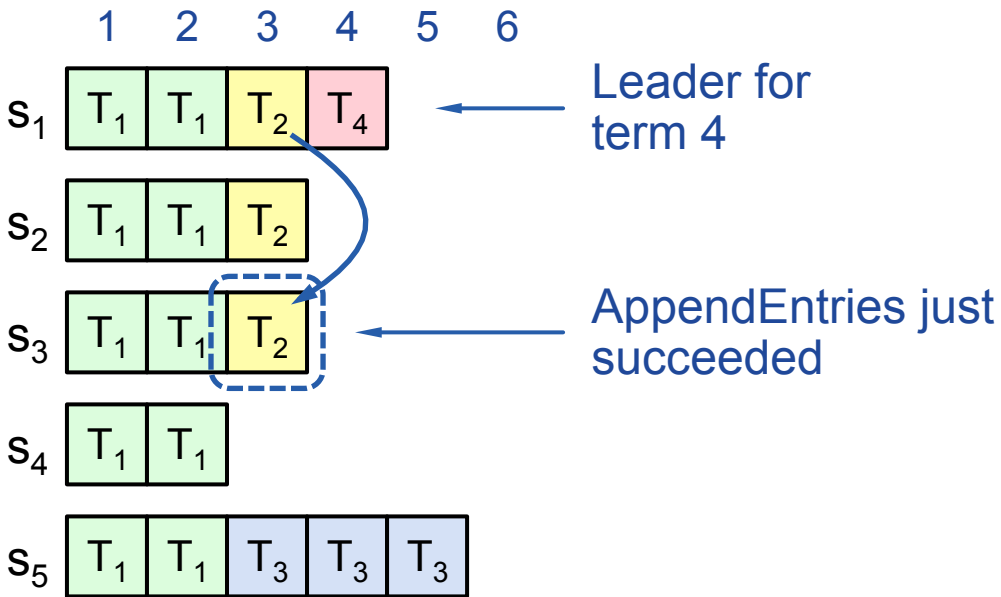 1 2 3 4 5 6
s₁ T₁ T₁ T₂ T₄ Leader for
term 4
s₂ T₁ T₁ T₂
s₃ T₁ T₁ T₂ AppendEntries just
succeeded
s₄ T₁ T₁
s₅ T₁ T₁ T₃ T₃ T₃